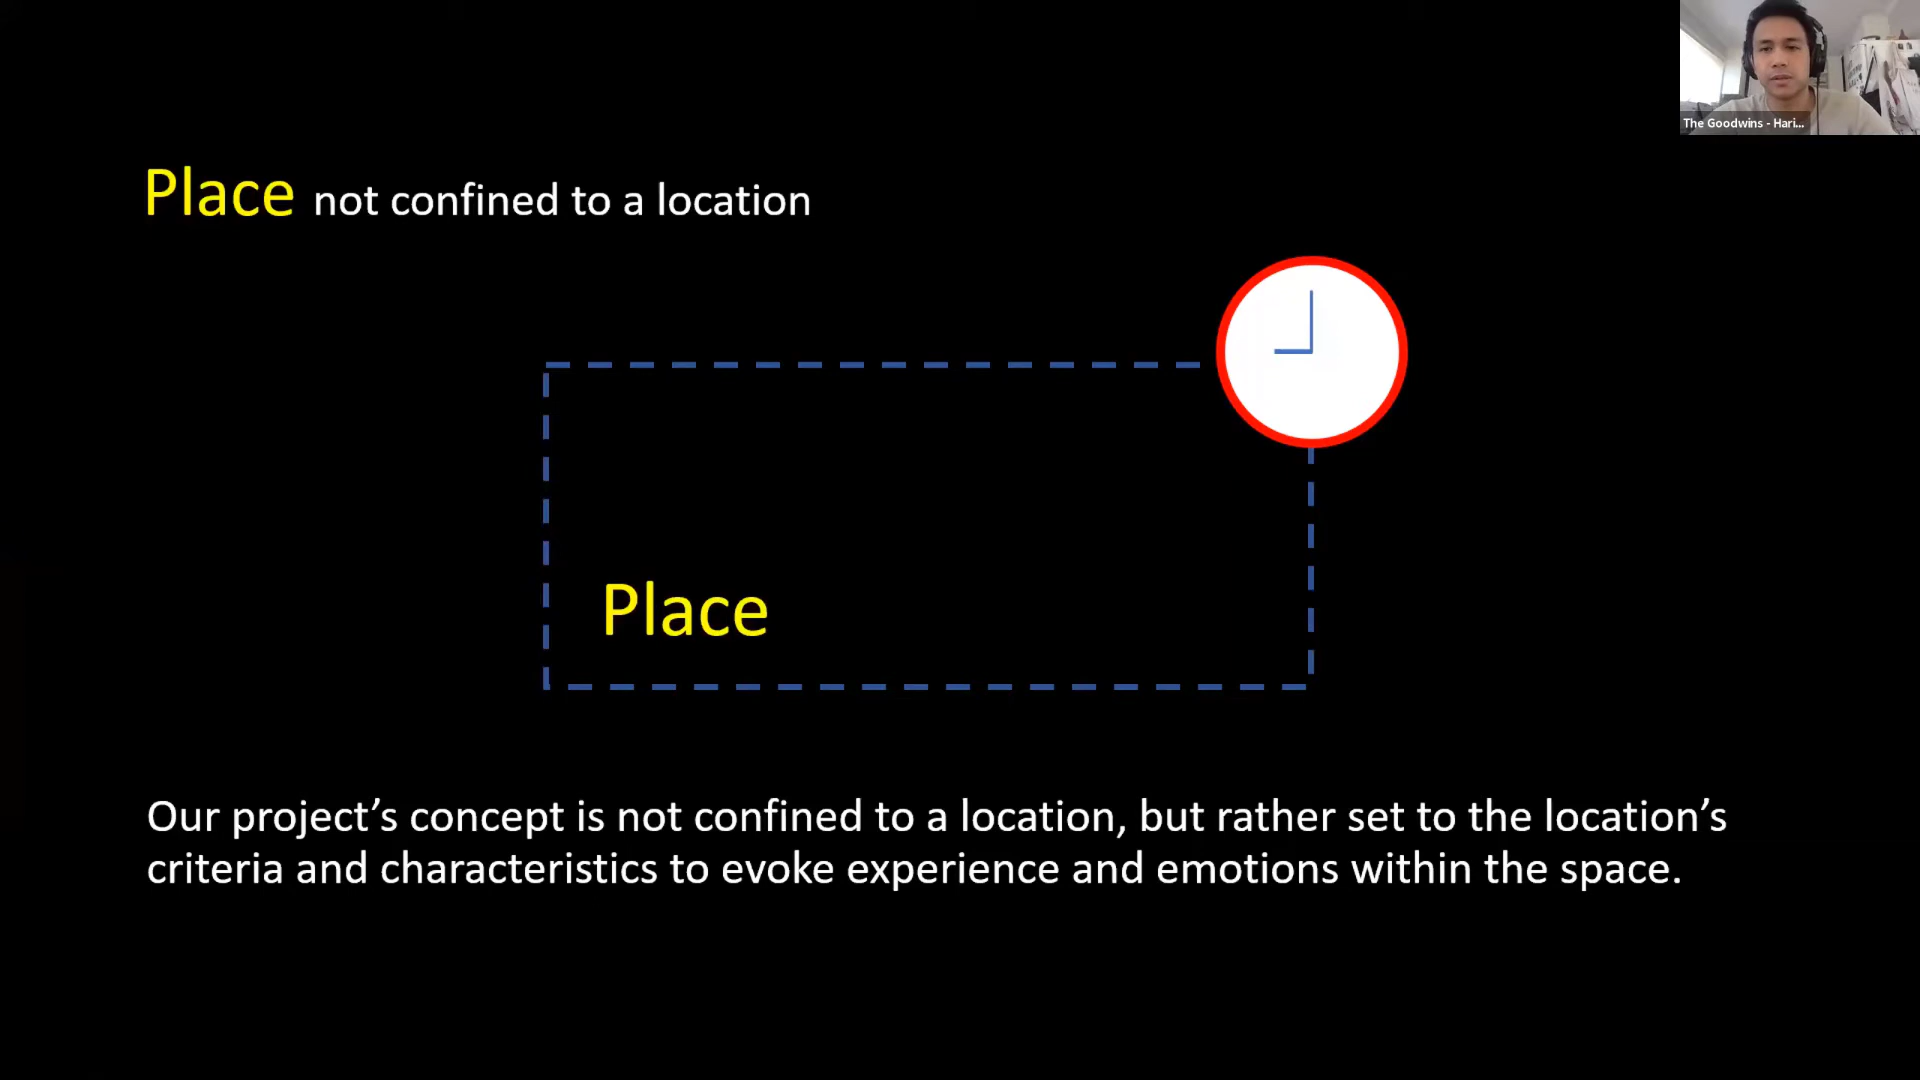 The Goodwins - Hari...
Place not confined to a location
Place
Our project’s concept is not confined to a location, but rather set to the location’s
criteria and characteristics to evoke experience and emotions within the space.